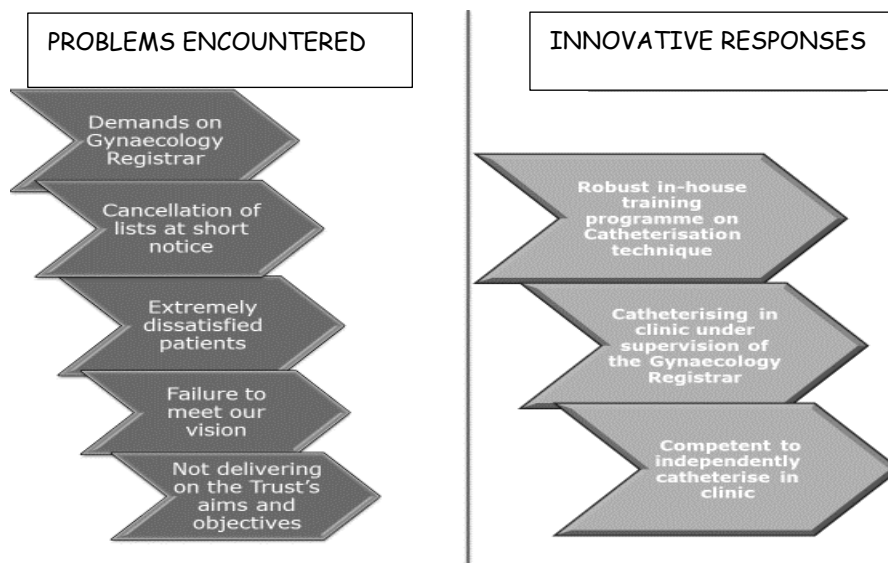 PROBLEMS ENCOUNTERED
Demands on
Gynaecology
Registrar
Cancellation of
lists at short
notice
Extremely
dissatisfied
patients
Failure to
meet our
vision
Not delivering
on the Trust's
aims and
objectives
INNOVATIVE RESPONSES
Robust in-house
training
programme on
Catheterisation
technique
Catheterising in
clinic under
supervision of
the Gynaecology
Registrar
Competent to
independently
catheterise in
clinic